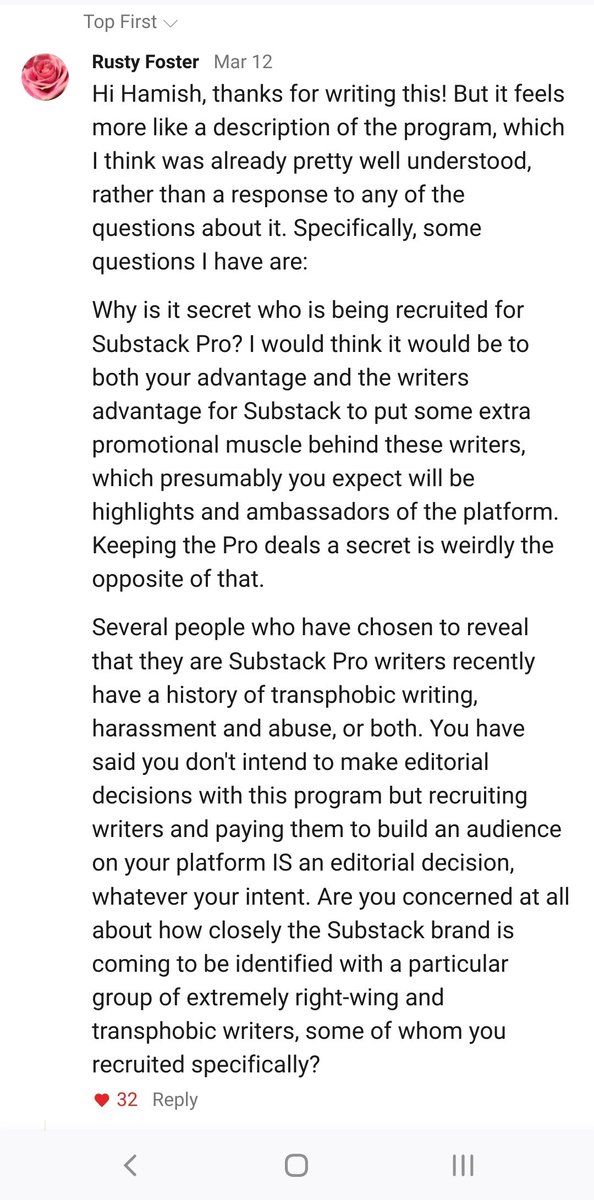 Top First
Rusty Foster Mar 12
Hi Hamish, thanks for writing this! But it feels
more like a description of the program, which
I think was already pretty well understood,
rather than a response to any of the
questions about it. Specifically, some
questions I have are:
Why is it secret who is being recruited for
Substack Pro? I would think it would be to
both your advantage and the writers
advantage for Substack to put some extra
promotional muscle behind these writers,
which presumably you expect will be
highlights and ambassadors of the platform.
Keeping the Pro deals a secret is weirdly the
opposite of that.
Several people who have chosen to reveal
that they are Substack Pro writers recently
have a history of transphobic writing,
harassment and abuse, or both. You have
said you don't intend to make editorial
decisions with this program but recruiting
writers and paying them to build an audience
on your platform IS an editorial decision,
whatever your intent. Are you concerned at all
about how closely the Substack brand is
coming to be identified with a particular
group of extremely right-wing and
transphobic writers, some of whom you
recruited specifically?
32 Reply